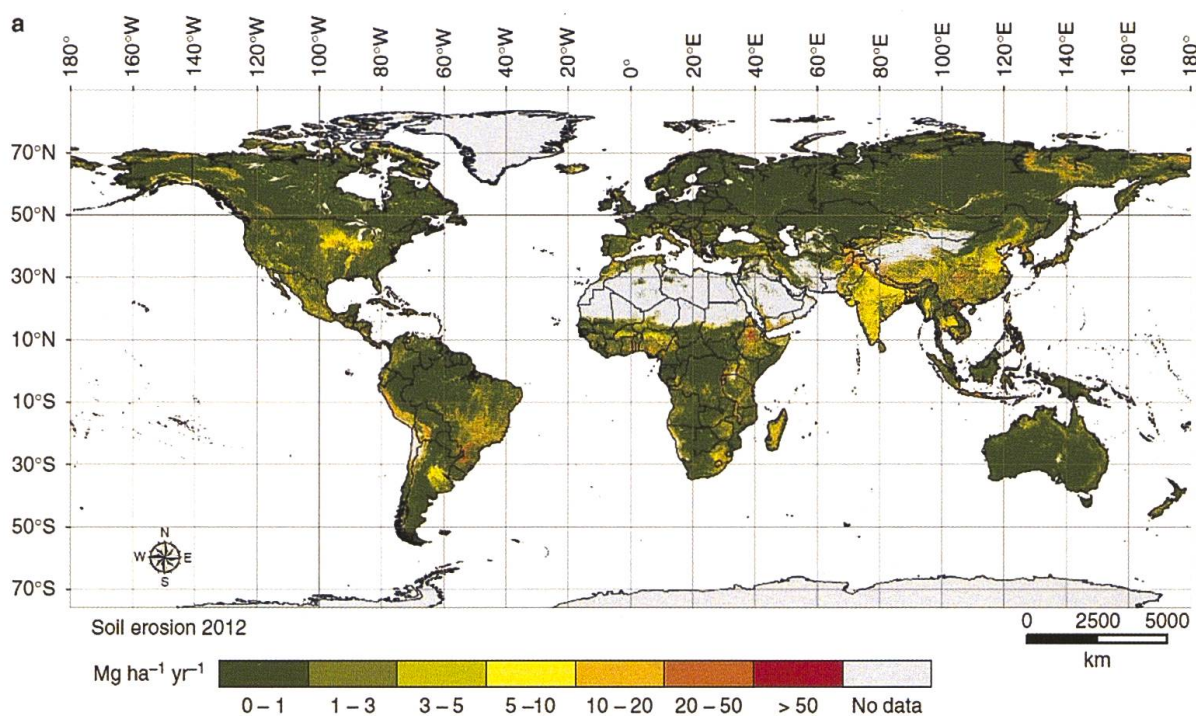 a
180°
160°W
140°W
120°W
100°W
80°W
60°W
40°W
20°W
0°
20°E
40°E
60°E
80°E
100°E
120°E
140°E
160°E
180°
70°N
50°N
30°N
10°N
10°S
30°S
50°S
70°S
N
W E
S
Soil erosion 2012
0 2500 5000
km
Mg ha⁻¹ yr⁻¹
0 – 1 1 – 3 3 – 5 5 –10 10 – 20 20 – 50 > 50 No data